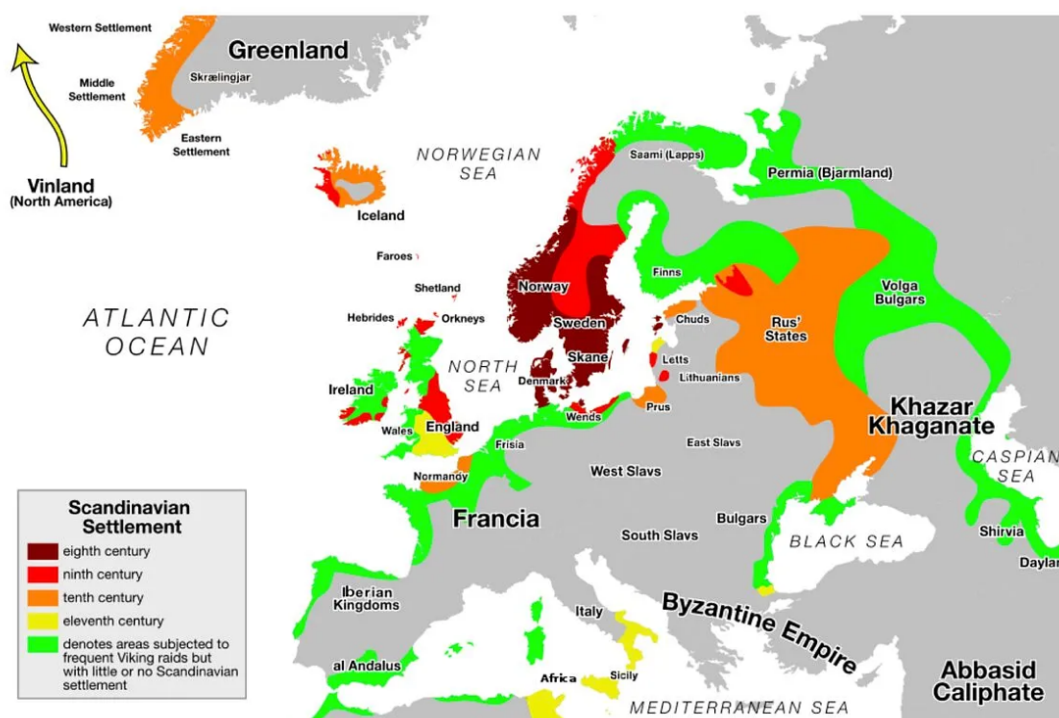 Western Settlement
Greenland
Skrælingjar
Middle
Settlement
Eastern
Settlement
Vinland
(North America)
NORWEGIAN
SEA
Saami (Lapps)
Permia (Bjarmland)
Iceland
Faroes
Finns
Norway
Volga
Bulgars
Shetland
Hebrides
Orkneys
ATLANTIC
OCEAN
Sweden
Chuds
Rus'
States
NORTH
SEA
Skane
Letts
Ireland
Denmark
Lithuanians
Wends
Prus
Wales
England
Khazar
Khaganate
Frisia
East Slavs
CASPIAN
SEA
Normandy
West Slavs
Scandinavian
Settlement
eighth century
ninth century
tenth century
eleventh century
denotes areas subjected to
frequent Viking raids but
with little or no Scandinavian
settlement
Francia
Bulgars
South Slavs
BLACK SEA
Shirvia
Daylar
Iberian
Kingdoms
Italy
Byzantine Empire
al Andalus
Africa
Sicily
Abbasid
Caliphate
MEDITERRANEAN SEA